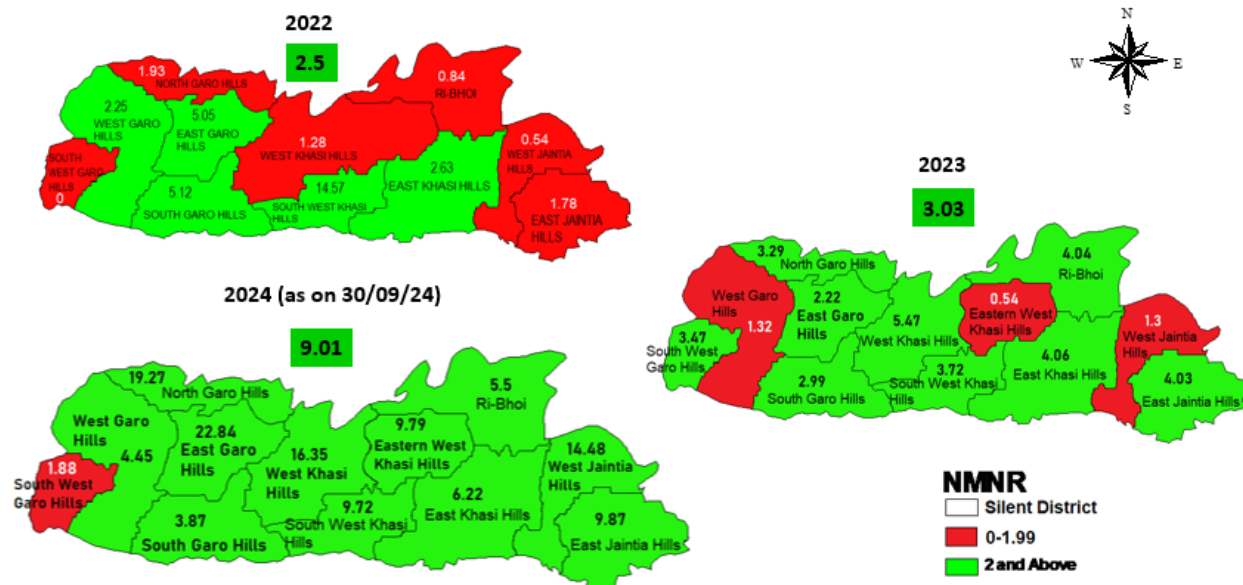 2022
2.5
1.93
NORTH GARO HILLS
0.84
RI-BHOI
2.25
WEST GARO
HILLS
5.05
EAST GARO
HILLS
1.28
WEST KHASI HILLS
0.54
WEST JAINTIA
HILLS
SOUTH
WEST GARO
HILLS
0
5.12
SOUTH GARO HILLS
14.57
SOUTH WEST KHASI
HILLS
2.63
EAST KHASI HILLS
1.78
EAST JAINTIA
HILLS
N
W
E
S
2023
3.03
3.29
North Garo Hills
4.04
Ri-Bhoi
West Garo
Hills
1.32
2.22
East Garo
Hills
5.47
West Khasi Hills
0.54
Eastern West
Khasi Hills
1.3
West Jaintia
Hills
3.47
South West
Garo Hills
2.99
South Garo Hills
3.72
South West Khasi
Hills
4.06
East Khasi Hills
4.03
East Jaintia Hills
2024 (as on 30/09/24)
9.01
19.27
North Garo Hills
5.5
Ri-Bhoi
West Garo
Hills
4.45
22.84
East Garo
Hills
16.35
West Khasi
Hills
9.79
Eastern West
Khasi Hills
14.48
West Jaintia
Hills
1.88
South West
Garo Hills
3.87
South Garo Hills
9.72
South West Khasi
Hills
6.22
East Khasi Hills
9.87
East Jaintia Hills
NMNR
Silent District
0-1.99
2 and Above